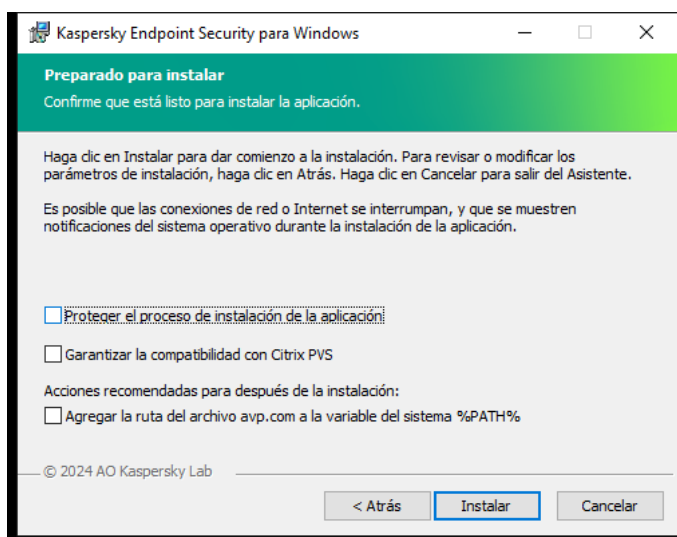 Kaspersky Endpoint Security para Windows
Preparado para instalar
Confirme que está listo para instalar la aplicación.
Haga clic en Instalar para dar comienzo a la instalación. Para revisar o modificar los
parámetros de instalación, haga clic en Atrás. Haga clic en Cancelar para salir del Asistente.
Es posible que las conexiones de red o Internet se interrumpan, y que se muestren
notificaciones del sistema operativo durante la instalación de la aplicación.
Proteger el proceso de instalación de la aplicación
Garantizar la compatibilidad con Citrix PVS
Acciones recomendadas para después de la instalación:
Agregar la ruta del archivo avp.com a la variable del sistema %PATH%
© 2024 AO Kaspersky Lab
< Atrás
Instalar
Cancelar